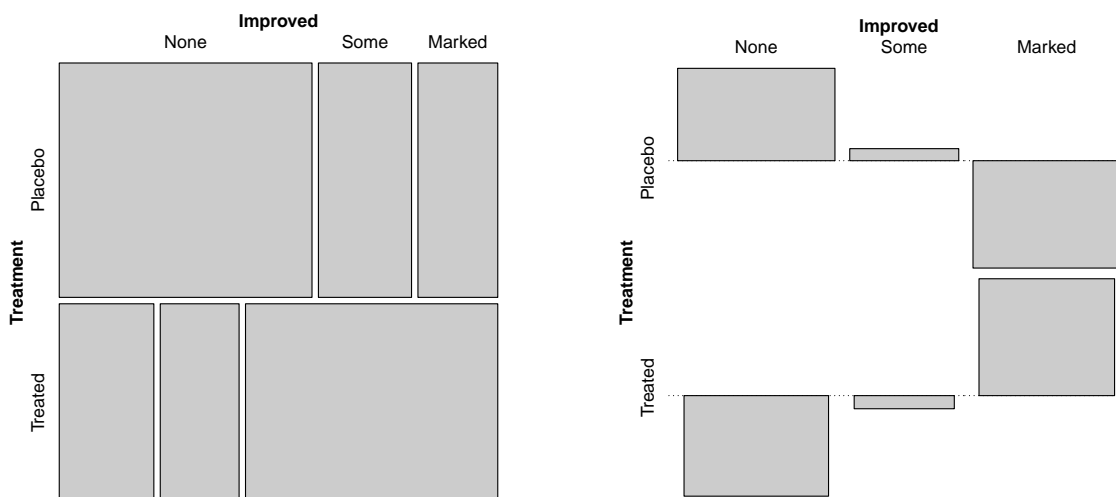 Improved
None Some Marked
Treatment
Placebo
Treated
Improved
None Some Marked
Treatment
Placebo
Treated